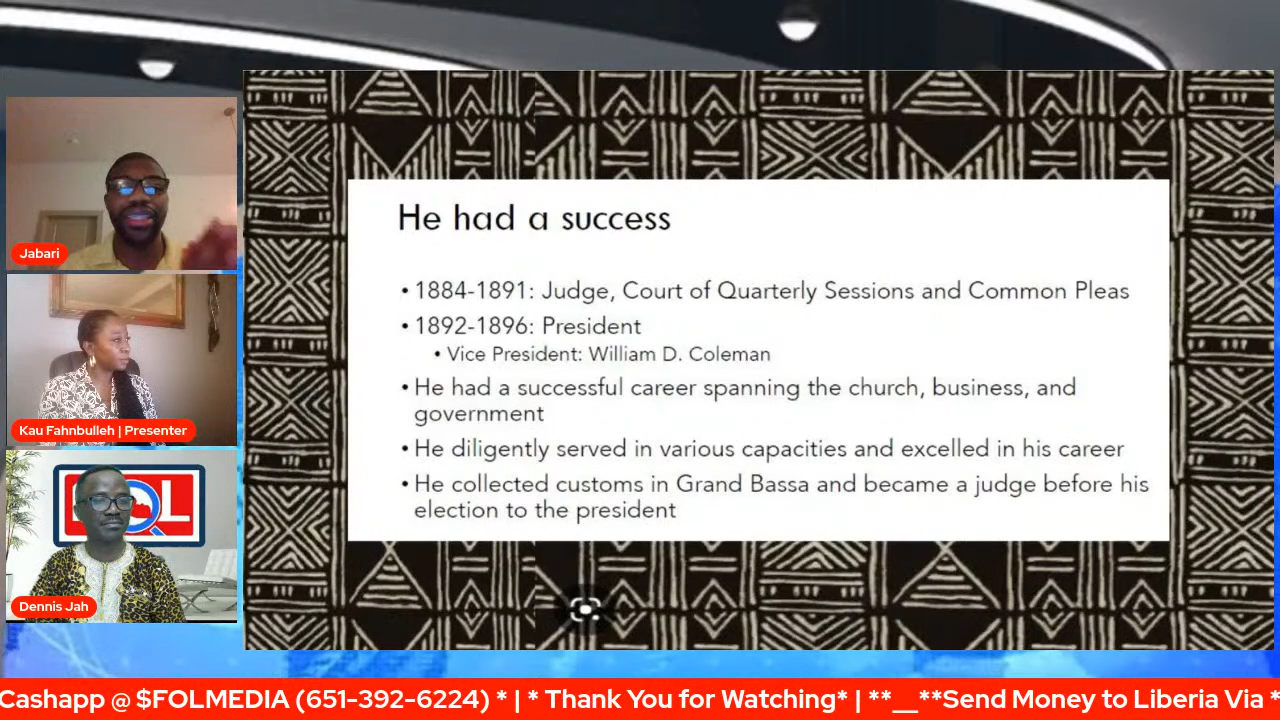 Jabari
Kau Fahnbulleh | Presenter
FOL
Dennis Jah
He had a success
• 1884-1891: Judge, Court of Quarterly Sessions and Common Pleas
• 1892-1896: President
• Vice President: William D. Coleman
• He had a successful career spanning the church, business, and
government
• He diligently served in various capacities and excelled in his career
• He collected customs in Grand Bassa and became a judge before his
election to the president
Cashapp @ $FOLMEDIA (651-392-6224) * | * Thank You for Watching* | **__**Send Money to Liberia Via *